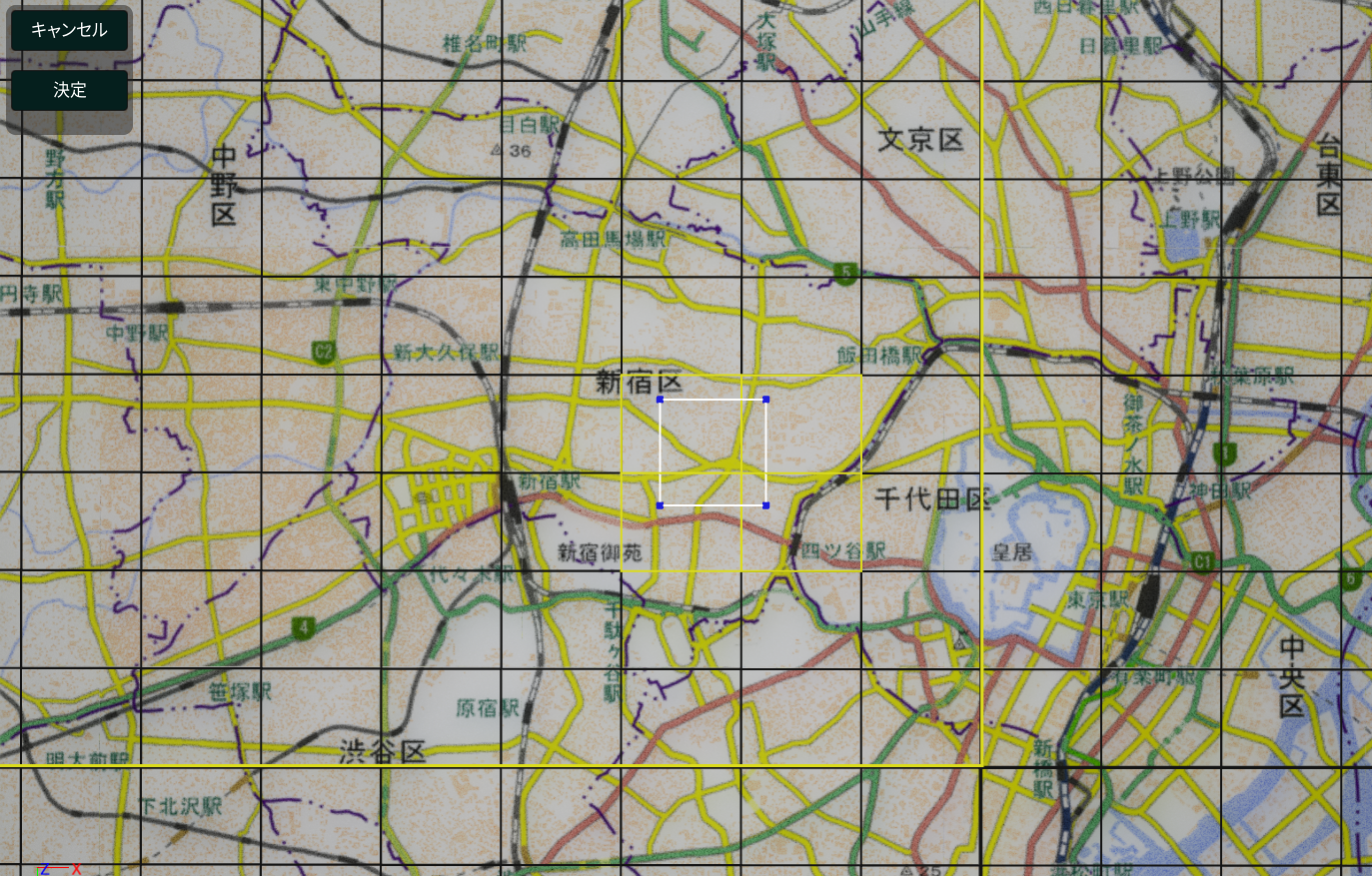 キャンセル
決定
大塚駅
山手線
西日暮里駅
椎名町駅
日暮里駅
目白駅
36
文京区
野方駅
中野区
台東区
上野公園
上野駅
高田馬場駅
5
円寺駅
東中野駅
中野駅
C2
新大久保駅
飯田橋駅
新宿区
秋葉原駅
御茶ノ水駅
1
新宿駅
千代田区
神田駅
新宿御苑
四ツ谷駅
皇居
C1
代々木駅
6
東京駅
千駄ヶ谷駅
4
中央区
笹塚駅
有楽町駅
原宿駅
渋谷区
新橋駅
明大前駅
下北沢駅
浜松町駅
25
Z
X